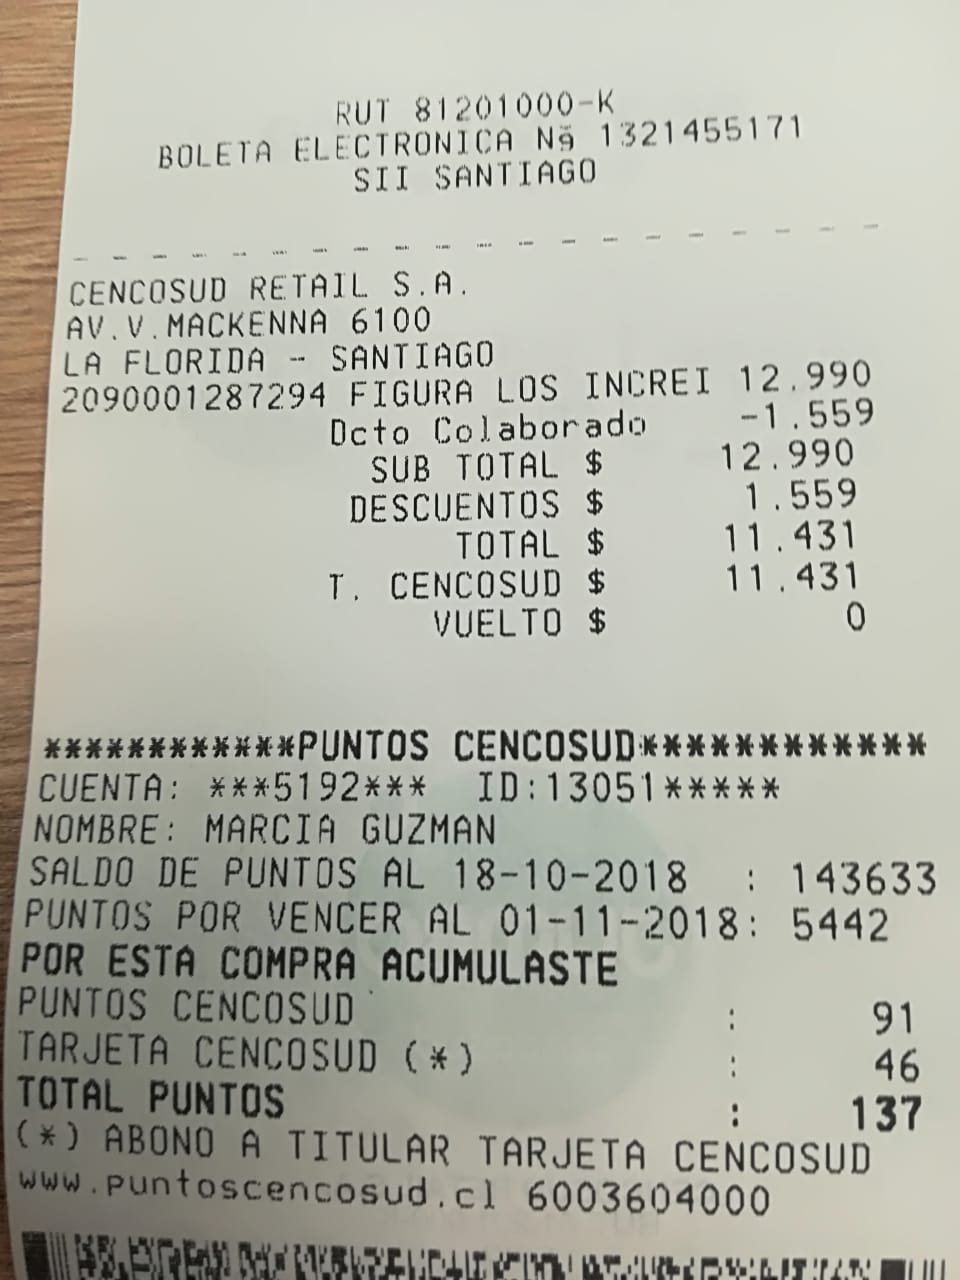 RUT 81201000-K
BOLETA ELECTRONICA Nº 1321455171
SII SANTIAGO
CENCOSUD RETAIL S.A.
AV.V.MACKENNA 6100
LA FLORIDA - SANTIAGO
2090001287294 FIGURA LOS INCREI 12.990
Dcto Colaborado -1.559
SUB TOTAL $ 12.990
DESCUENTOS $ 1.559
TOTAL $ 11.431
T. CENCOSUD $ 11.431
VUELTO $ 0
************PUNTOS CENCOSUD************
CUENTA: ***5192*** ID:13051*****
NOMBRE: MARCIA GUZMAN
SALDO DE PUNTOS AL 18-10-2018 : 143633
PUNTOS POR VENCER AL 01-11-2018: 5442
POR ESTA COMPRA ACUMULASTE
PUNTOS CENCOSUD : 91
TARJETA CENCOSUD (*) : 46
TOTAL PUNTOS : 137
(*) ABONO A TITULAR TARJETA CENCOSUD
www.puntoscencosud.cl 6003604000